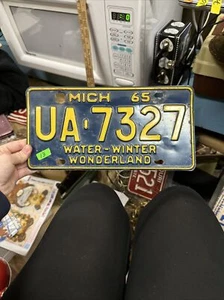 MICH 65
UA-7327
WATER-WINTER
WONDERLAND